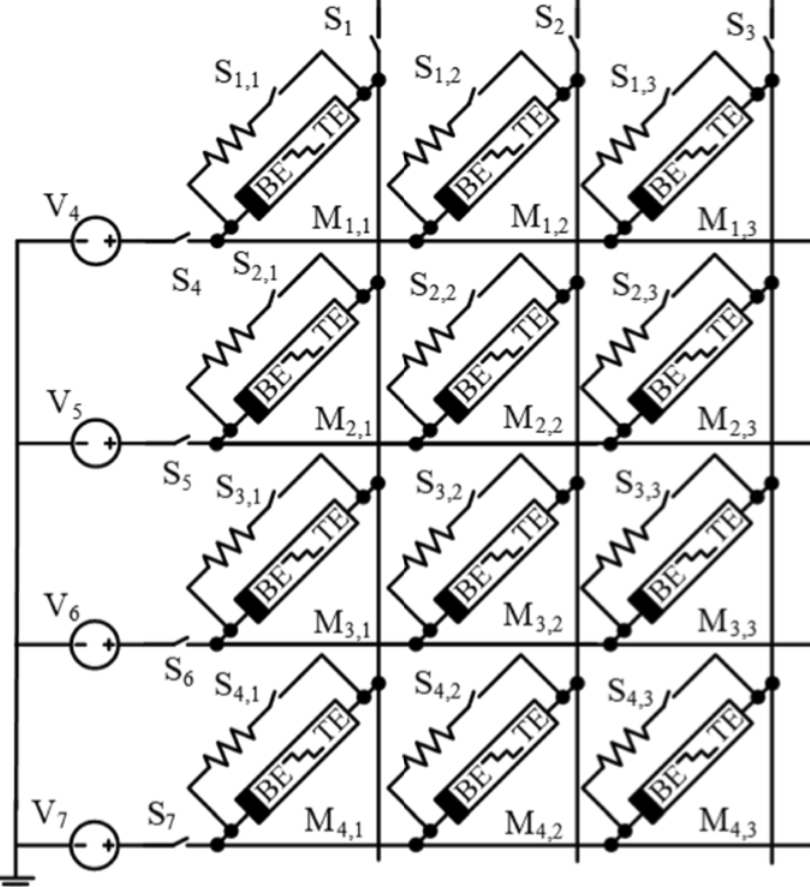 S1 S2 S3
S1,1 S1,2 S1,3
BE TE BE TE BE TE
V4 M1,1 M1,2 M1,3
- +
S4 S2,1 S2,2 S2,3
BE TE BE TE BE TE
V5 M2,1 M2,2 M2,3
- +
S5 S3,1 S3,2 S3,3
BE TE BE TE BE TE
V6 M3,1 M3,2 M3,3
- +
S6 S4,1 S4,2 S4,3
BE TE BE TE BE TE
V7 S7 M4,1 M4,2 M4,3
- +